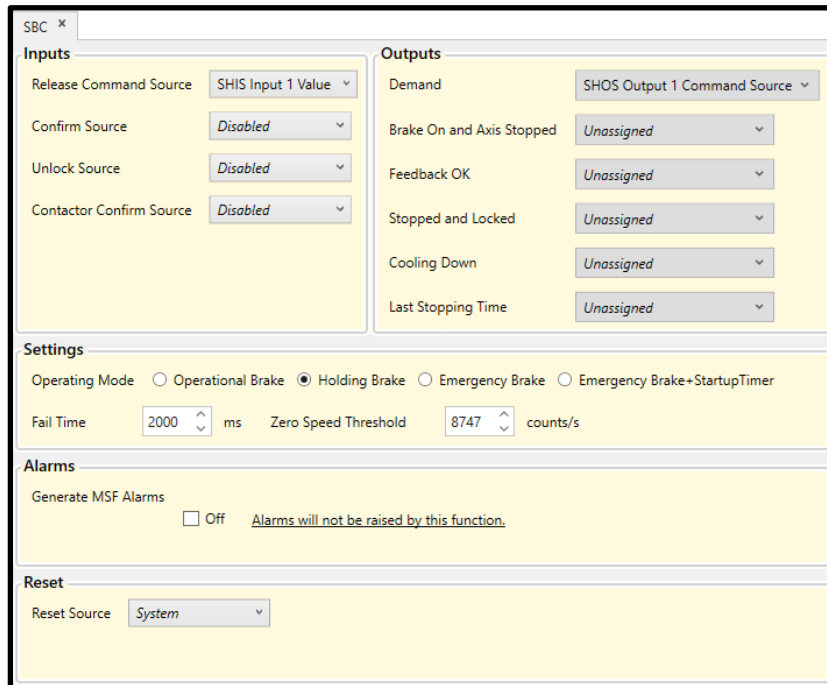 SBC ×
Inputs
Release Command Source SHIS Input 1 Value
Confirm Source Disabled
Unlock Source Disabled
Contactor Confirm Source Disabled
Outputs
Demand SHOS Output 1 Command Source
Brake On and Axis Stopped Unassigned
Feedback OK Unassigned
Stopped and Locked Unassigned
Cooling Down Unassigned
Last Stopping Time Unassigned
Settings
Operating Mode Operational Brake Holding Brake Emergency Brake Emergency Brake+StartupTimer
Fail Time 2000 ms Zero Speed Threshold 8747 counts/s
Alarms
Generate MSF Alarms
Off Alarms will not be raised by this function.
Reset
Reset Source System